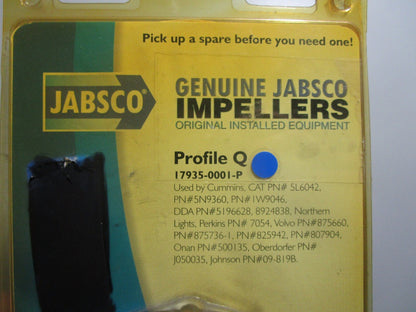 Pick up a spare before you need one!
JABSCO
GENUINE JABSCO
IMPELLERS
ORIGINAL INSTALLED EQUIPMENT
Profile Q
17935-0001-P
Used by Cummins, CAT PN# 5L6042,
PN#5N9360, PN#1W9046,
DDA PN#5196628, 8924838, Northern
Lights, Perkins PN# 7054, Volvo PN#875660,
PN#875736-1, PN#825942, PN#807904,
Onan PN#500135, Oberdorfer PN#
J050035, Johnson PN#09-819B.